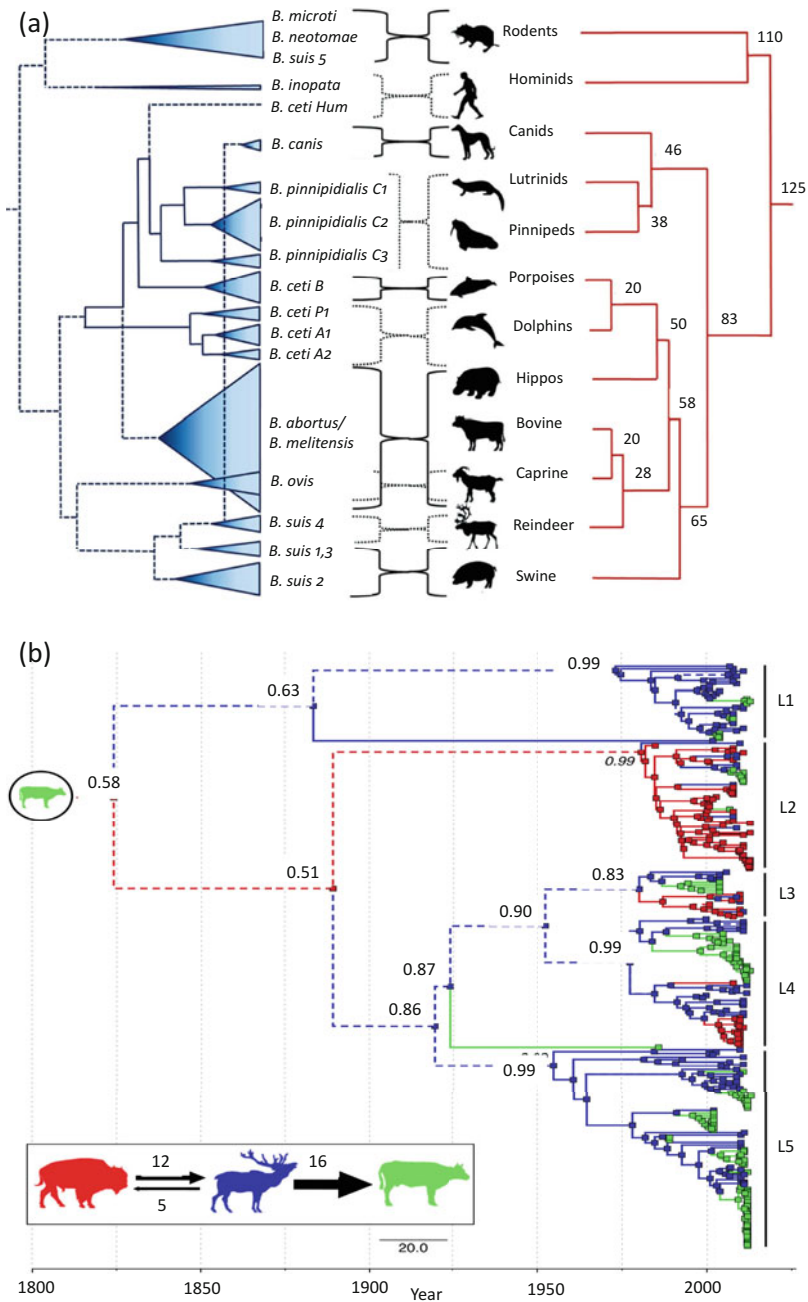 (a)
B. microti
B. neotomae
B. suis 5
B. inopata
B. ceti Hum
B. canis
B. pinnipidialis C1
B. pinnipidialis C2
B. pinnipidialis C3
B. ceti B
B. ceti P1
B. ceti A1
B. ceti A2
B. abortus/
B. melitensis
B. ovis
B. suis 4
B. suis 1,3
B. suis 2
Rodents
Hominids
Canids
Lutrinids
Pinnipeds
Porpoises
Dolphins
Hippos
Bovine
Caprine
Reindeer
Swine
110
46
125
38
20
50
83
58
20
28
65
(b)
0.99
0.63
L1
0.58
0.99
L2
0.51
0.83
L3
0.90
0.99
0.87
L4
0.86
0.99
L5
12
16
5
20.0
1800
1850
1900
1950
2000
Year